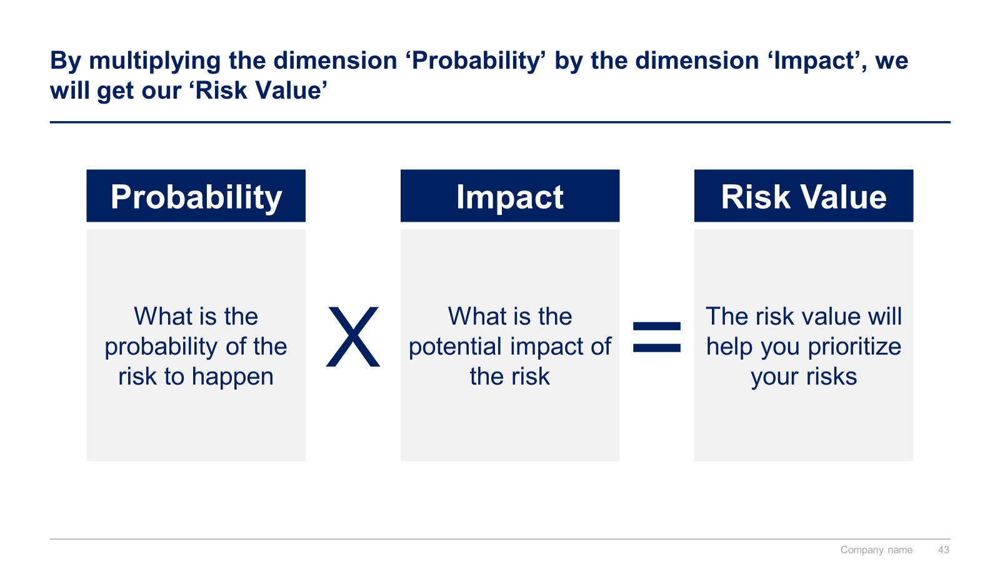 By multiplying the dimension ‘Probability’ by the dimension ‘Impact’, we
will get our ‘Risk Value’
Probability
What is the
probability of the
risk to happen
X
Impact
What is the
potential impact of
the risk
=
Risk Value
The risk value will
help you prioritize
your risks
Company name 43